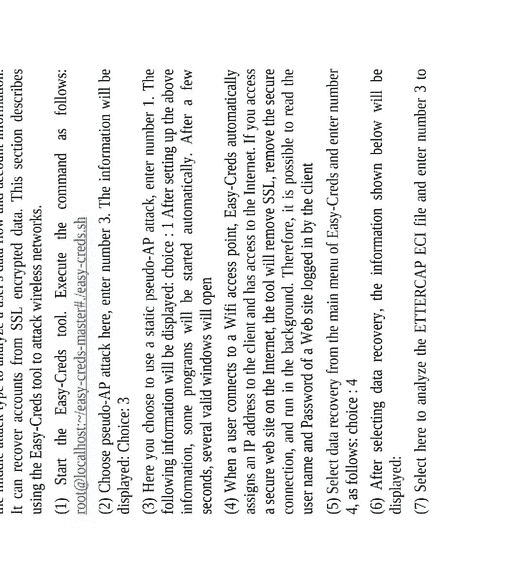 the middle attack type to analyze a user's data flow and account information.
It can recover accounts from SSL encrypted data. This section describes
using the Easy-Creds tool to attack wireless networks.
(1) Start the Easy-Creds tool. Execute the command as follows:
root@localhost:~/easy-creds-master#./easy-creds.sh
(2) Choose pseudo-AP attack here, enter number 3. The information will be
displayed: Choice: 3
(3) Here you choose to use a static pseudo-AP attack, enter number 1. The
following information will be displayed: choice : 1 After setting up the above
information, some programs will be started automatically. After a few
seconds, several valid windows will open
(4) When a user connects to a Wifi access point, Easy-Creds automatically
assigns an IP address to the client and has access to the Internet. If you access
a secure web site on the Internet, the tool will remove SSL, remove the secure
connection, and run in the background. Therefore, it is possible to read the
user name and Password of a Web site logged in by the client
(5) Select data recovery from the main menu of Easy-Creds and enter number
4, as follows: choice : 4
(6) After selecting data recovery, the information shown below will be
displayed:
(7) Select here to analyze the ETTERCAP ECI file and enter number 3 to